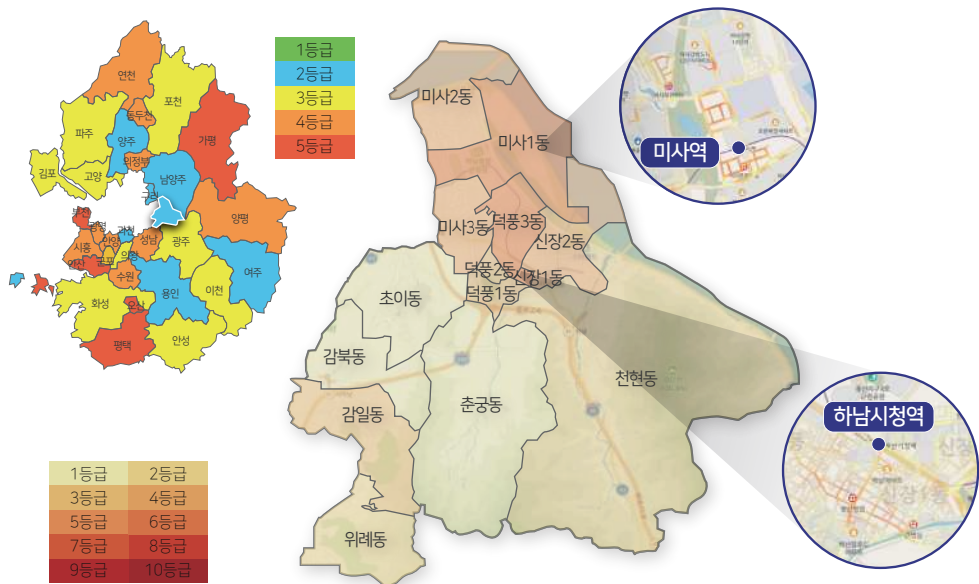 연천
포천
동두천
파주
양주
가평
의정부
김포
고양
남양주
구리
양평
부천
광명
과천
시흥
안양
성남
광주
안산
군포
의왕
여주
수원
용인
이천
화성
오산
평택
안성
1등급
2등급
3등급
4등급
5등급
미사2동
미사1동
미사3동
덕풍3동
신장2동
덕풍2동
신장1동
덕풍1동
초이동
감북동
감일동
춘궁동
천현동
위례동
미사역
하남시청역
신장1동
1등급 2등급
3등급 4등급
5등급 6등급
7등급 8등급
9등급 10등급